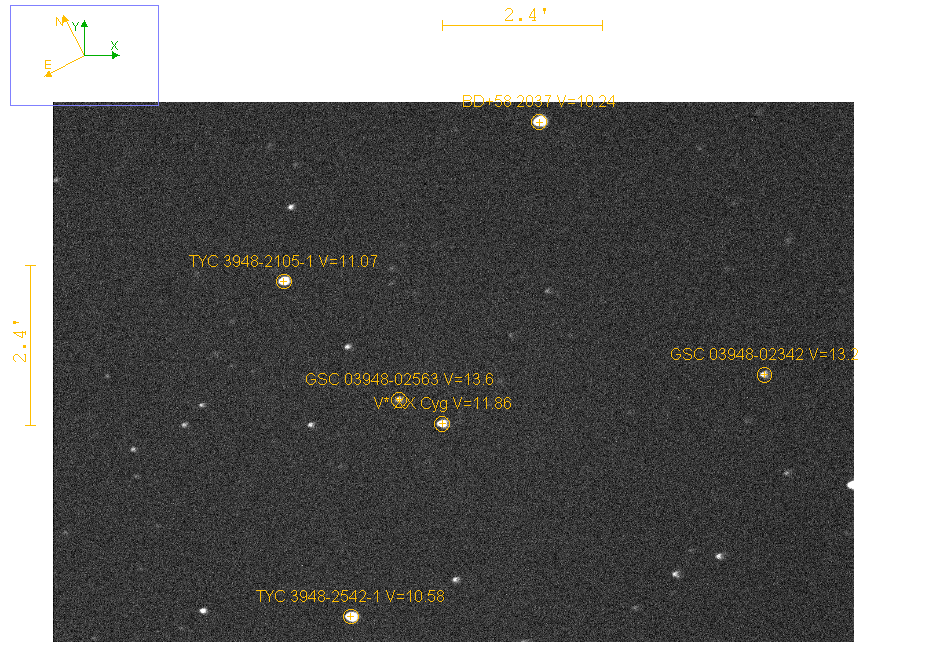 2.4'
N
Y
X
E
BD+58 2037 V=10.24
TYC 3948-2105-1 V=11.07
2.4'
GSC 03948-02342 V=13.2
GSC 03948-02563 V=13.6
V* XX Cyg V=11.86
TYC 3948-2542-1 V=10.58